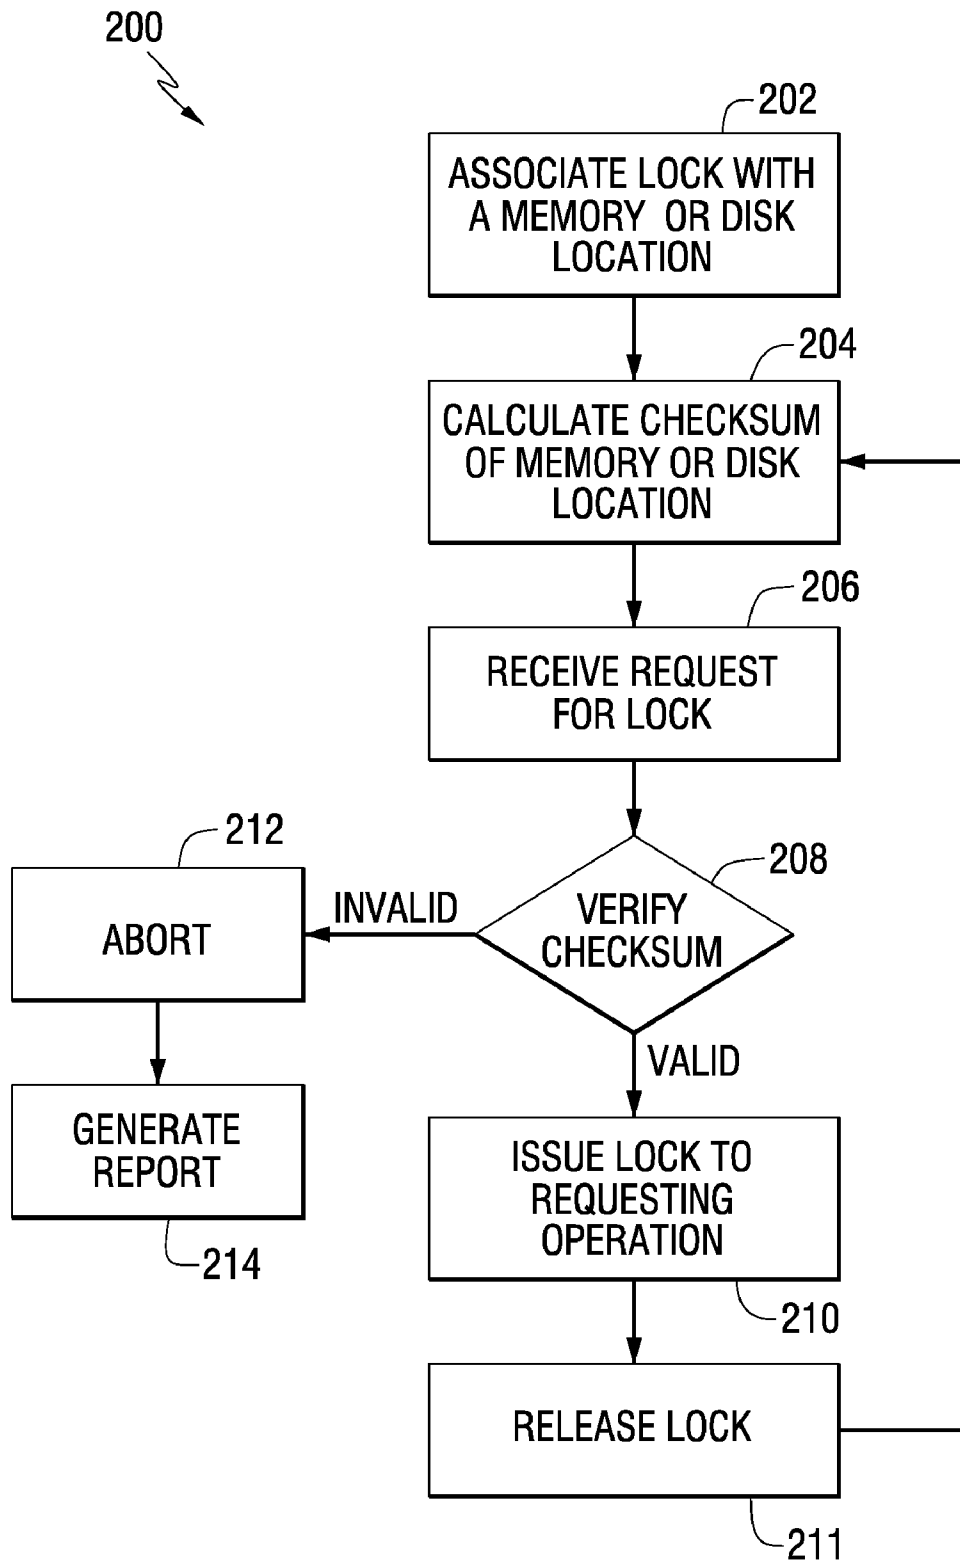 200
202
ASSOCIATE LOCK WITH
A MEMORY OR DISK
LOCATION
204
CALCULATE CHECKSUM
OF MEMORY OR DISK
LOCATION
206
RECEIVE REQUEST
FOR LOCK
208
VERIFY
CHECKSUM
INVALID
212
ABORT
GENERATE
REPORT
214
VALID
ISSUE LOCK TO
REQUESTING
OPERATION
210
RELEASE LOCK
211